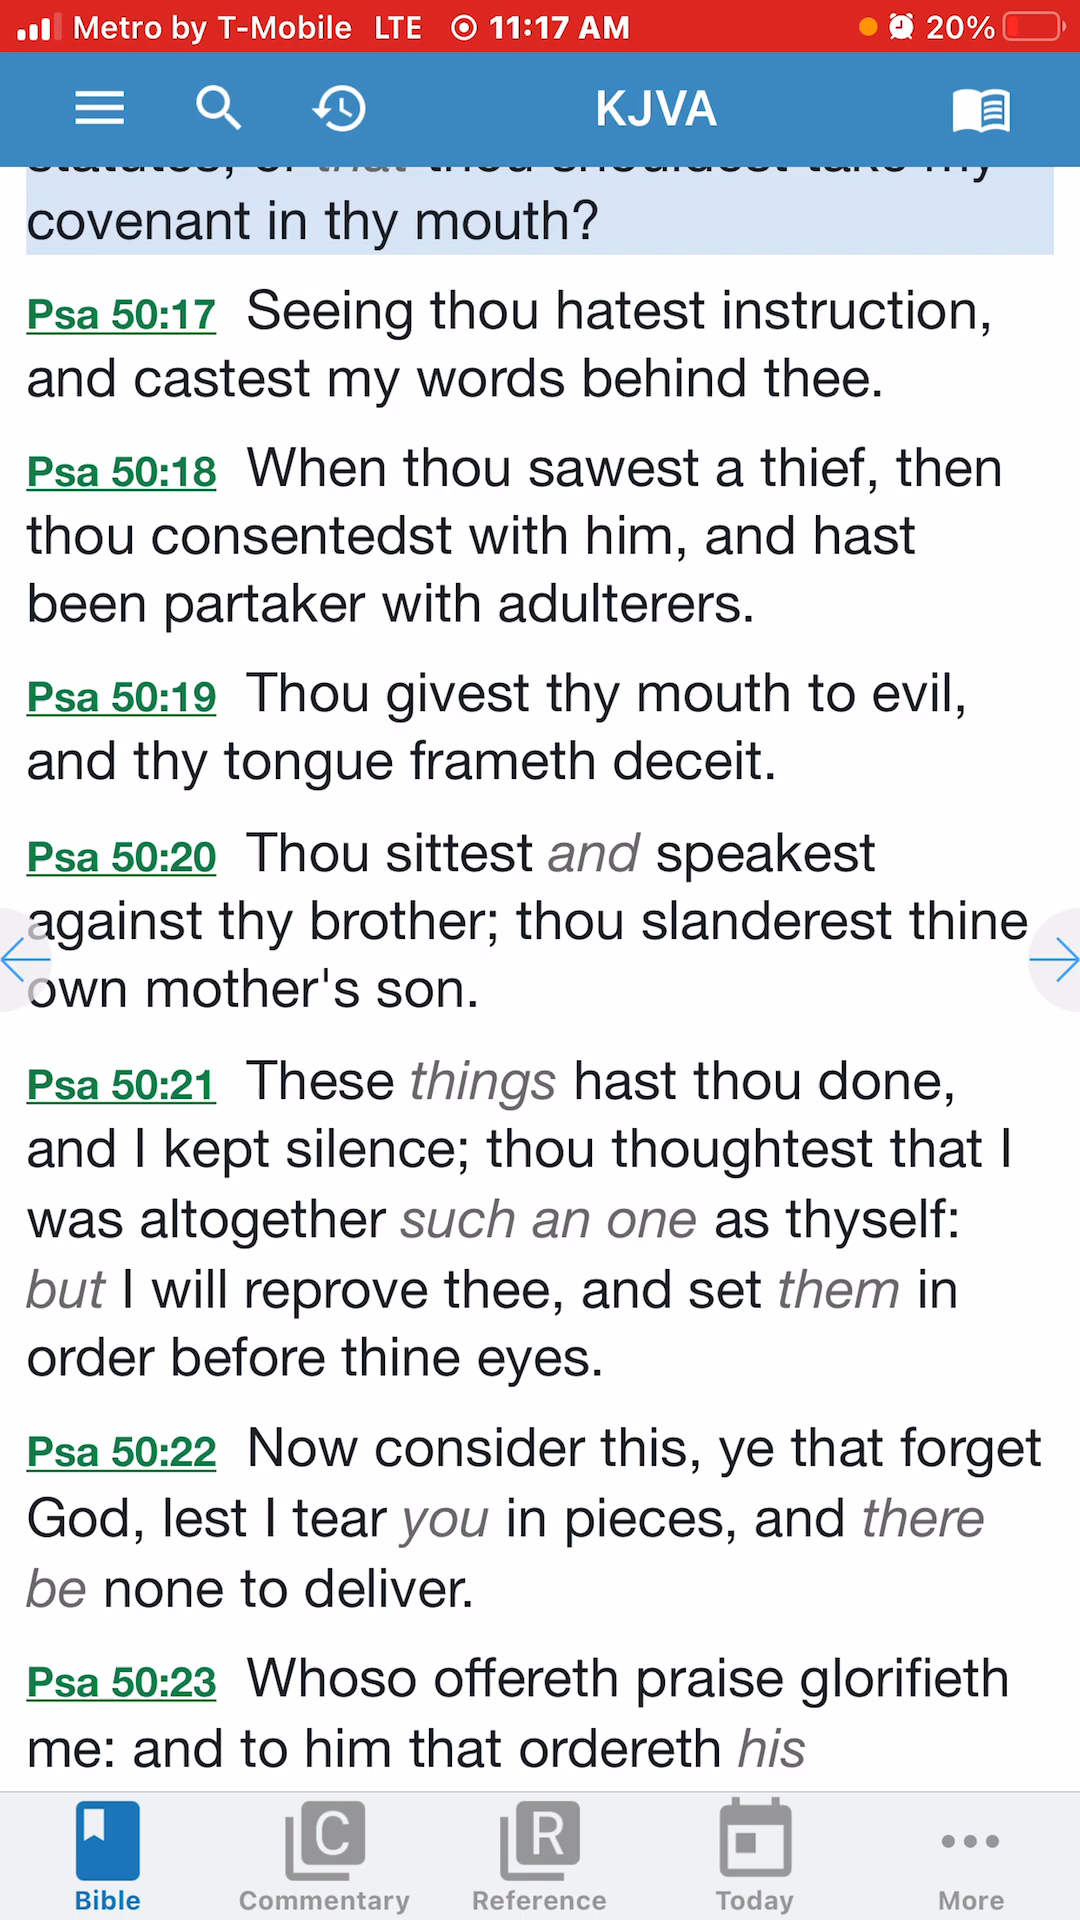 Metro by T-Mobile LTE 11:17 AM 20%
KJVA
covenant in thy mouth?
Psa 50:17 Seeing thou hatest instruction,
and castest my words behind thee.
Psa 50:18 When thou sawest a thief, then
thou consentedst with him, and hast
been partaker with adulterers.
Psa 50:19 Thou givest thy mouth to evil,
and thy tongue frameth deceit.
Psa 50:20 Thou sittest and speakest
against thy brother; thou slanderest thine
own mother's son.
Psa 50:21 These things hast thou done,
and I kept silence; thou thoughtest that I
was altogether such an one as thyself:
but I will reprove thee, and set them in
order before thine eyes.
Psa 50:22 Now consider this, ye that forget
God, lest I tear you in pieces, and there
be none to deliver.
Psa 50:23 Whoso offereth praise glorifieth
me: and to him that ordereth his
C R
Bible Commentary Reference Today More